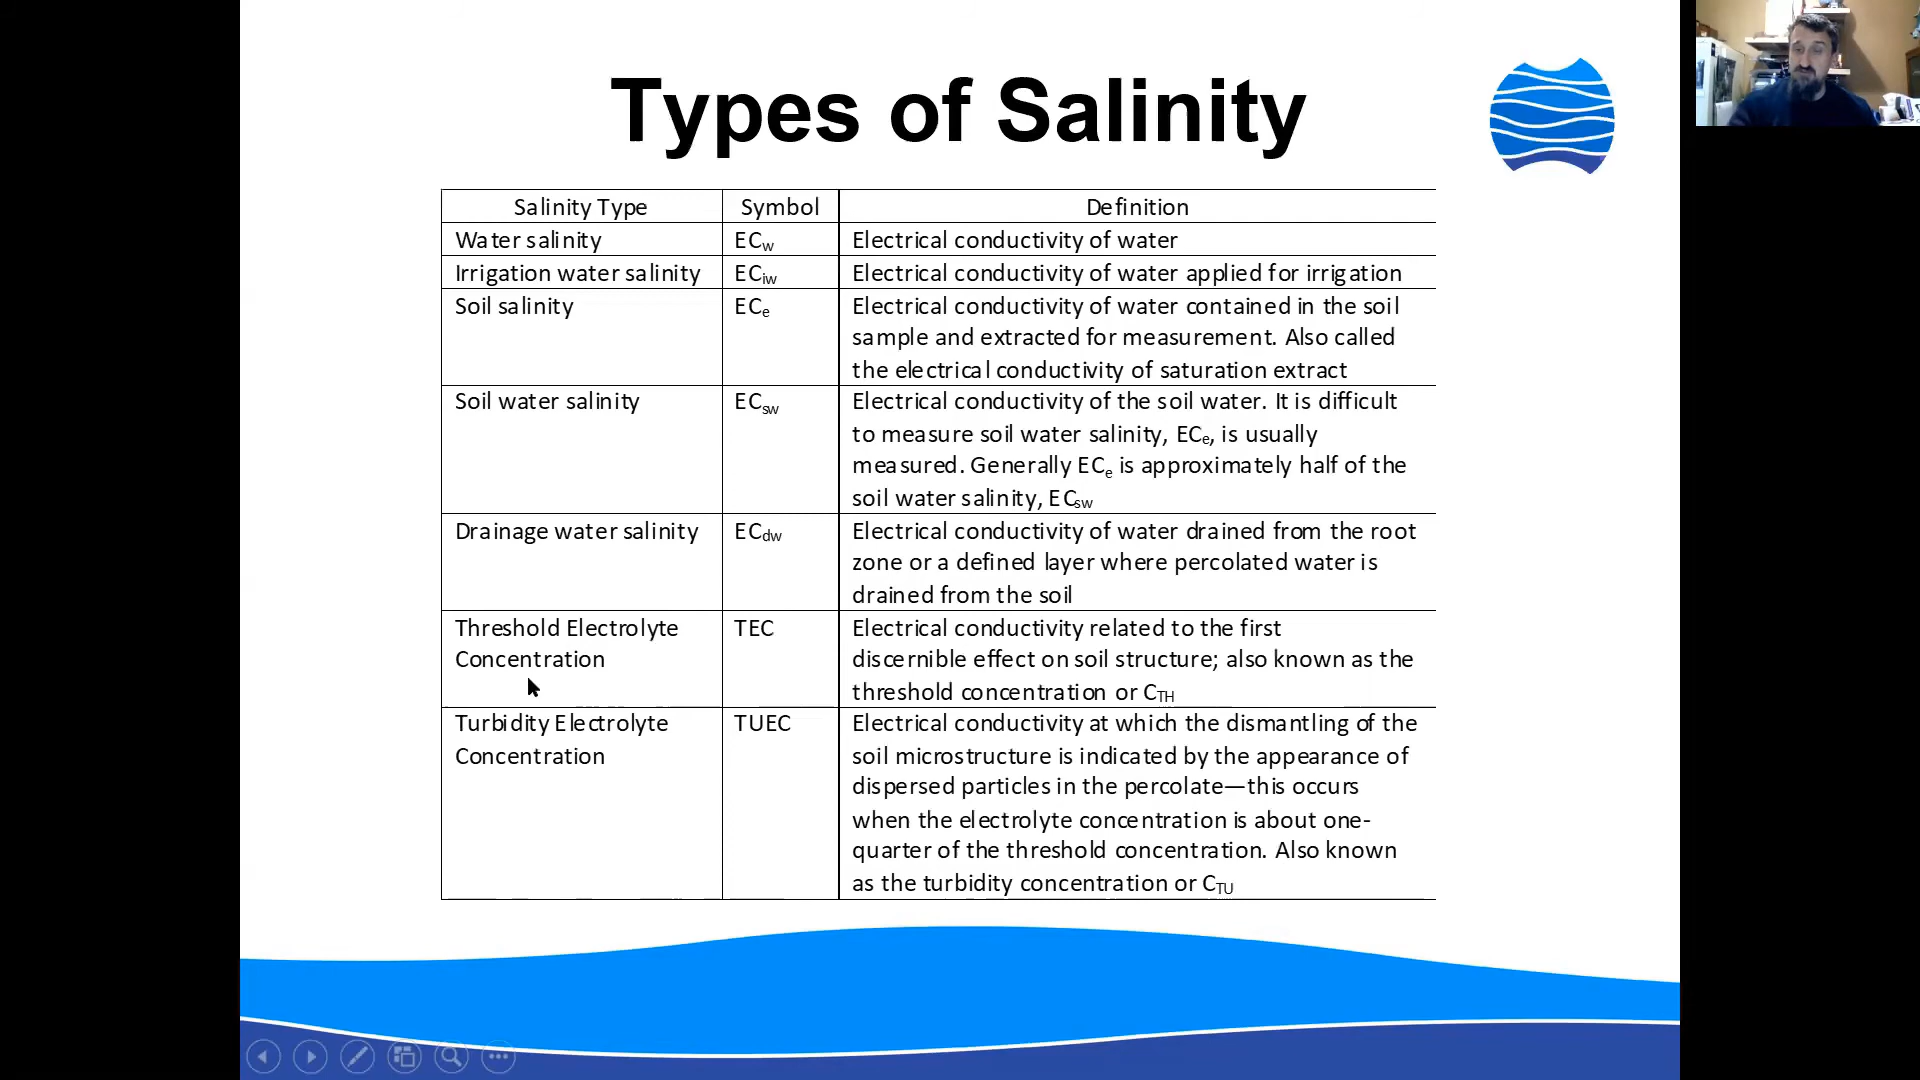 Types of Salinity
Salinity Type Symbol Definition
Water salinity ECw Electrical conductivity of water
Irrigation water salinity ECiw Electrical conductivity of water applied for irrigation
Soil salinity ECe Electrical conductivity of water contained in the soil
sample and extracted for measurement. Also called
the electrical conductivity of saturation extract
Soil water salinity ECsw Electrical conductivity of the soil water. It is difficult
to measure soil water salinity, ECe, is usually
measured. Generally ECe is approximately half of the
soil water salinity, ECsw
Drainage water salinity ECdw Electrical conductivity of water drained from the root
zone or a defined layer where percolated water is
drained from the soil
Threshold Electrolyte TEC Electrical conductivity related to the first
Concentration discernible effect on soil structure; also known as the
threshold concentration or CTH
Turbidity Electrolyte TUEC Electrical conductivity at which the dismantling of the
Concentration soil microstructure is indicated by the appearance of
dispersed particles in the percolate—this occurs
when the electrolyte concentration is about one-
quarter of the threshold concentration. Also known
as the turbidity concentration or CTU